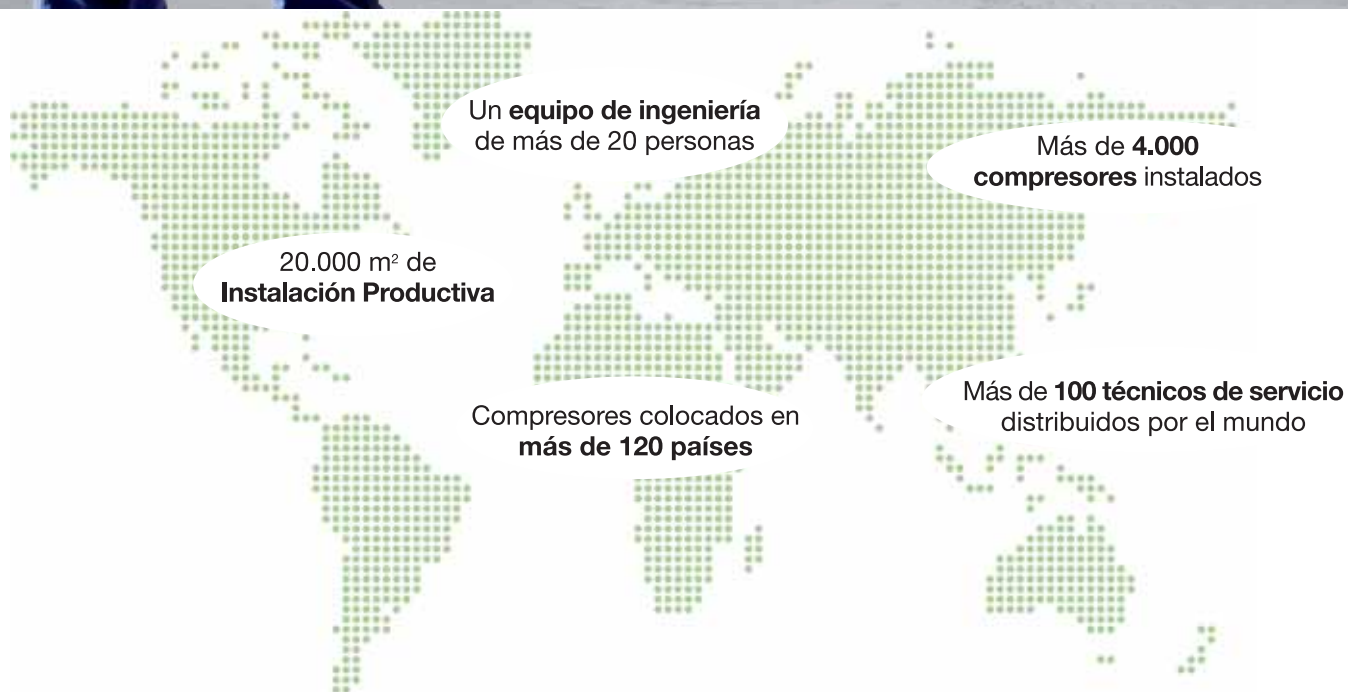 Un equipo de ingeniería
de más de 20 personas
Más de 4.000
compresores instalados
20.000 m² de
Instalación Productiva
Compresores colocados en
más de 120 países
Más de 100 técnicos de servicio
distribuidos por el mundo